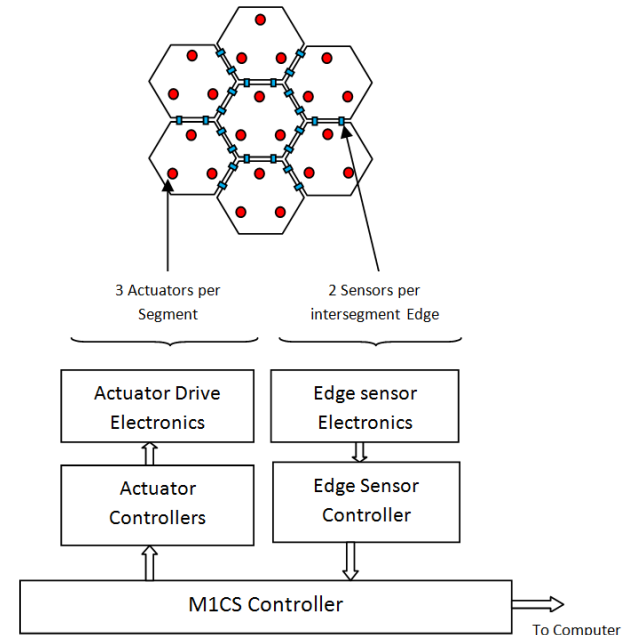 3 Actuators per
Segment
2 Sensors per
intersegment Edge
Actuator Drive
Electronics
Edge sensor
Electronics
Actuator
Controllers
Edge Sensor
Controller
M1CS Controller
To Computer